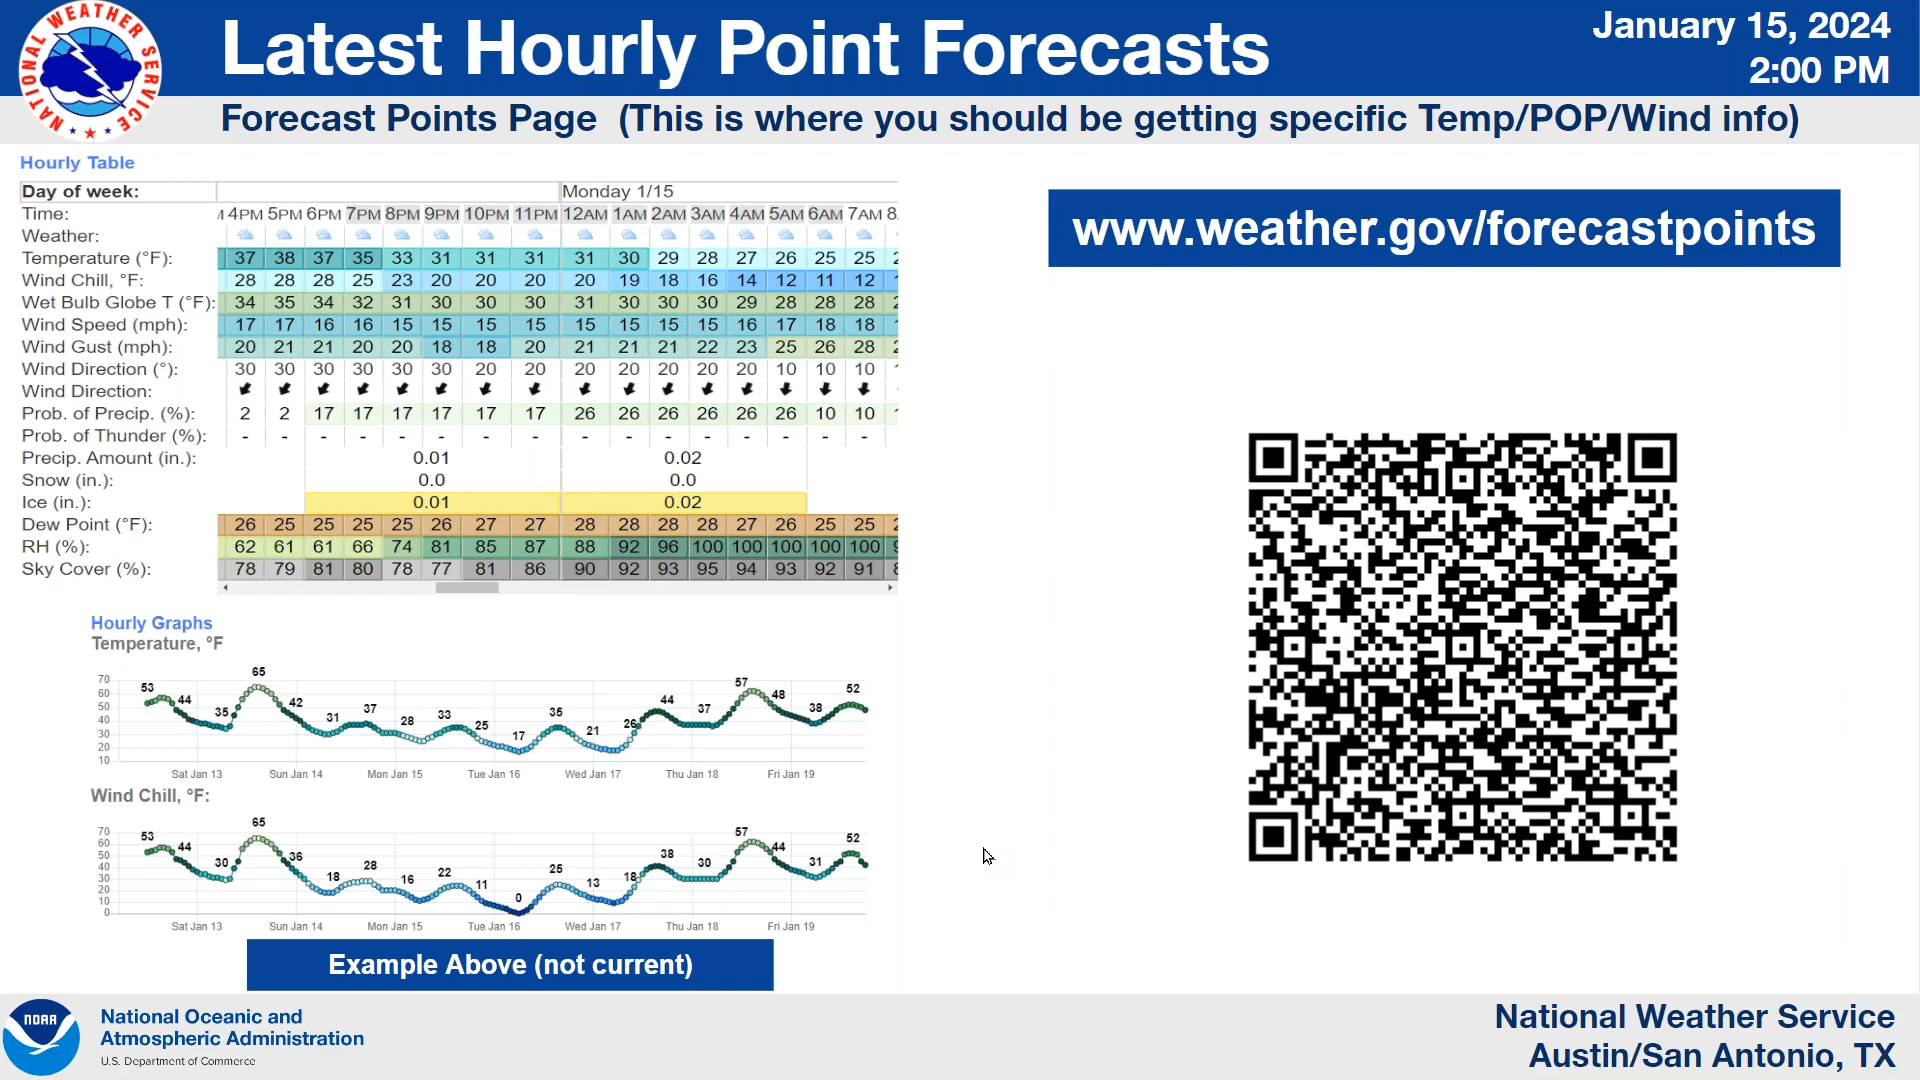 NATIONAL WEATHER SERVICE
Latest Hourly Point Forecasts
January 15, 2024
2:00 PM
Forecast Points Page (This is where you should be getting specific Temp/POP/Wind info)
Hourly Table
Day of week: Monday 1/15
Time: 4PM 5PM 6PM 7PM 8PM 9PM 10PM 11PM 12AM 1AM 2AM 3AM 4AM 5AM 6AM 7AM 8
Weather:
Temperature (°F): 37 38 37 35 33 31 31 31 31 30 29 28 27 26 25 25
Wind Chill, °F: 28 28 28 25 23 20 20 20 20 19 18 16 14 12 11 12
Wet Bulb Globe T (°F): 34 35 34 32 31 30 30 30 31 30 30 30 29 28 28 28
Wind Speed (mph): 17 17 16 16 15 15 15 15 15 15 15 15 16 17 18 18
Wind Gust (mph): 20 21 21 20 20 18 18 20 21 21 21 22 23 25 26 28
Wind Direction (°): 30 30 30 30 30 30 20 20 20 20 20 20 20 10 10 10
Wind Direction:
Prob. of Precip. (%): 2 2 17 17 17 17 17 17 26 26 26 26 26 26 10 10
Prob. of Thunder (%): - - - - - - - - - - - - - - - -
Precip. Amount (in.): 0.01 0.02
Snow (in.): 0.0 0.0
Ice (in.): 0.01 0.02
Dew Point (°F): 26 25 25 25 25 26 27 27 28 28 28 28 27 26 25 25
RH (%): 62 61 61 66 74 81 85 87 88 92 96 100 100 100 100 100
Sky Cover (%): 78 79 81 80 78 77 81 86 90 92 93 95 94 93 92 91
www.weather.gov/forecastpoints
Hourly Graphs
Temperature, °F
70
60
50
40
30
20
10
53 44 35 65 42 31 37 28 33 25 17 35 21 26 44 37 57 48 38 52
Sat Jan 13 Sun Jan 14 Mon Jan 15 Tue Jan 16 Wed Jan 17 Thu Jan 18 Fri Jan 19
Wind Chill, °F:
70
60
50
40
30
20
10
0
53 44 30 65 36 18 28 16 22 11 0 25 13 18 38 30 57 44 31 52
Sat Jan 13 Sun Jan 14 Mon Jan 15 Tue Jan 16 Wed Jan 17 Thu Jan 18 Fri Jan 19
Example Above (not current)
NOAA
National Oceanic and
Atmospheric Administration
U.S. Department of Commerce
National Weather Service
Austin/San Antonio, TX